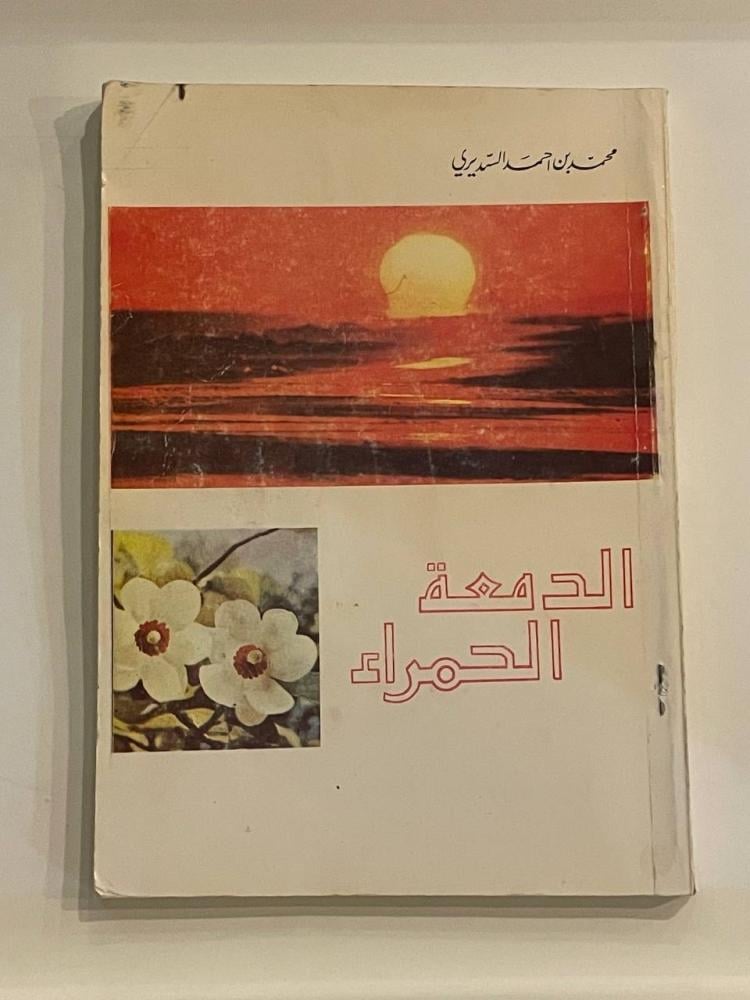 محمد بن احمد السديري
الدمعة
الحمراء